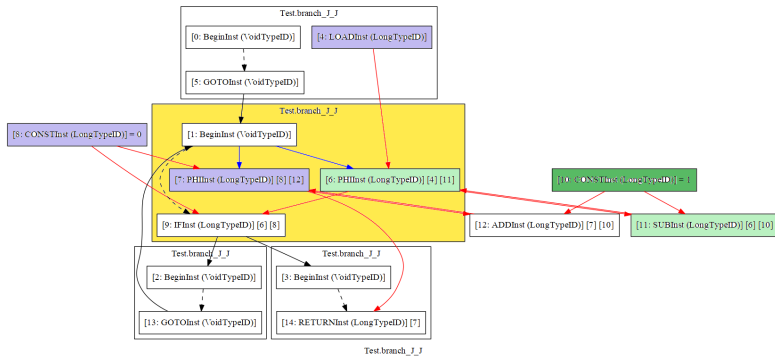 Test.branch_J_J
[0: BeginInst (VoidTypeID)]
[4: LOADInst (LongTypeID)]
[5: GOTOInst (VoidTypeID)]
Test.branch_J_J
[8: CONSTInst (LongTypeID)] = 0
[1: BeginInst (VoidTypeID)]
[7: PHIInst (LongTypeID)] [8] [12]
[6: PHIInst (LongTypeID)] [4] [11]
[10: CONSTInst (LongTypeID)] = 1
[9: IFInst (LongTypeID)] [6] [8]
[12: ADDInst (LongTypeID)] [7] [10]
[11: SUBInst (LongTypeID)] [6] [10]
Test.branch_J_J
Test.branch_J_J
[2: BeginInst (VoidTypeID)]
[3: BeginInst (VoidTypeID)]
[13: GOTOInst (VoidTypeID)]
[14: RETURNInst (LongTypeID)] [7]
Test.branch_J_J